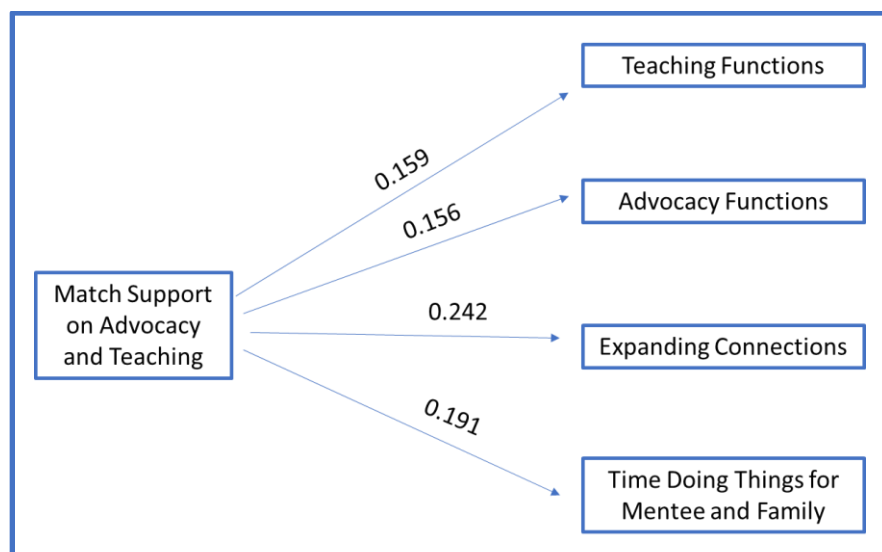 Teaching Functions
0.159
Advocacy Functions
0.156
Match Support
on Advocacy
and Teaching
0.242
Expanding Connections
0.191
Time Doing Things for
Mentee and Family